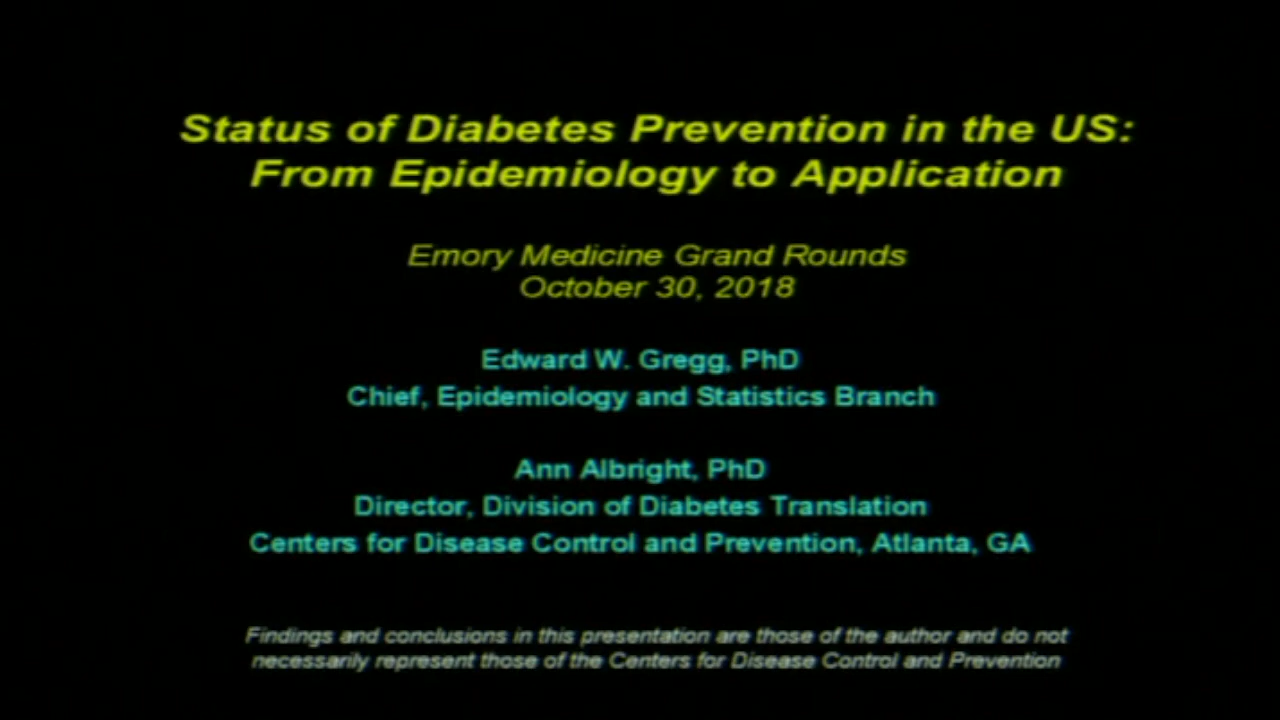 Status of Diabetes Prevention in the US:
From Epidemiology to Application
Emory Medicine Grand Rounds
October 30, 2018
Edward W. Gregg, PhD
Chief, Epidemiology and Statistics Branch
Ann Albright, PhD
Director, Division of Diabetes Translation
Centers for Disease Control and Prevention, Atlanta, GA
Findings and conclusions in this presentation are those of the author and do not
necessarily represent those of the Centers for Disease Control and Prevention